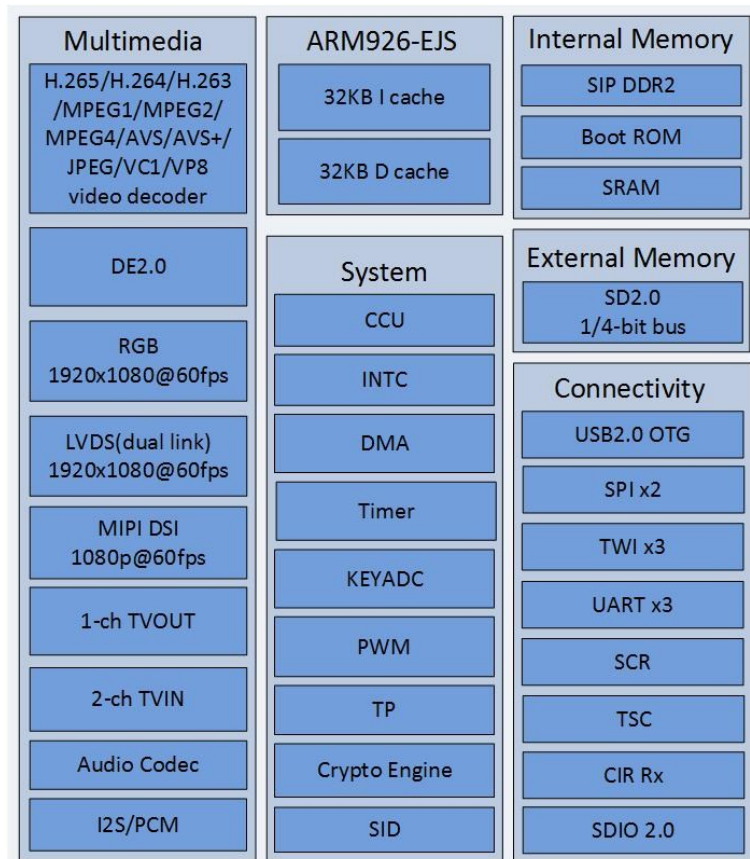 Multimedia
H.265/H.264/H.263
/MPEG1/MPEG2/
MPEG4/AVS/AVS+/
JPEG/VC1/VP8
video decoder
DE2.0
RGB
1920x1080@60fps
LVDS(dual link)
1920x1080@60fps
MIPI DSI
1080p@60fps
1-ch TVOUT
2-ch TVIN
Audio Codec
I2S/PCM
ARM926-EJS
32KB I cache
32KB D cache
System
CCU
INTC
DMA
Timer
KEYADC
PWM
TP
Crypto Engine
SID
Internal Memory
SIP DDR2
Boot ROM
SRAM
External Memory
SD2.0
1/4-bit bus
Connectivity
USB2.0 OTG
SPI x2
TWI x3
UART x3
SCR
TSC
CIR Rx
SDIO 2.0